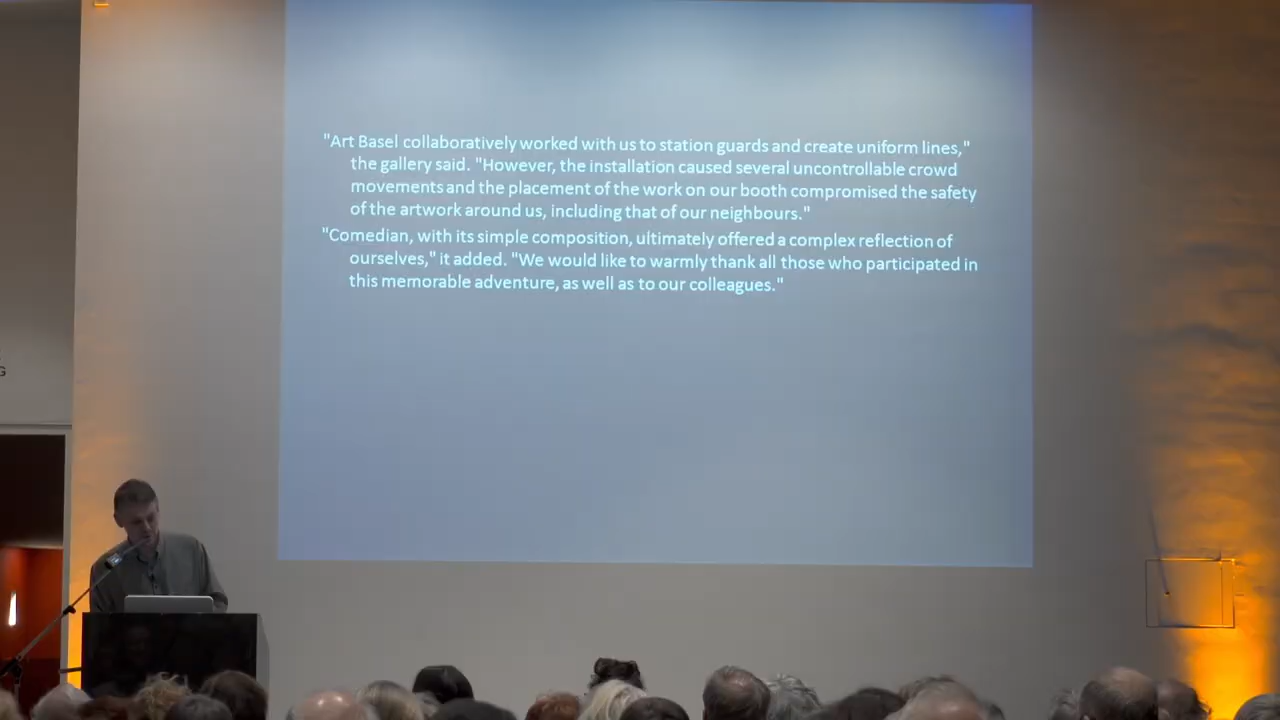 "Art Basel collaboratively worked with us to station guards and create uniform lines,"
the gallery said. "However, the installation caused several uncontrollable crowd
movements and the placement of the work on our booth compromised the safety
of the artwork around us, including that of our neighbours."
"Comedian, with its simple composition, ultimately offered a complex reflection of
ourselves," it added. "We would like to warmly thank all those who participated in
this memorable adventure, as well as to our colleagues."
G